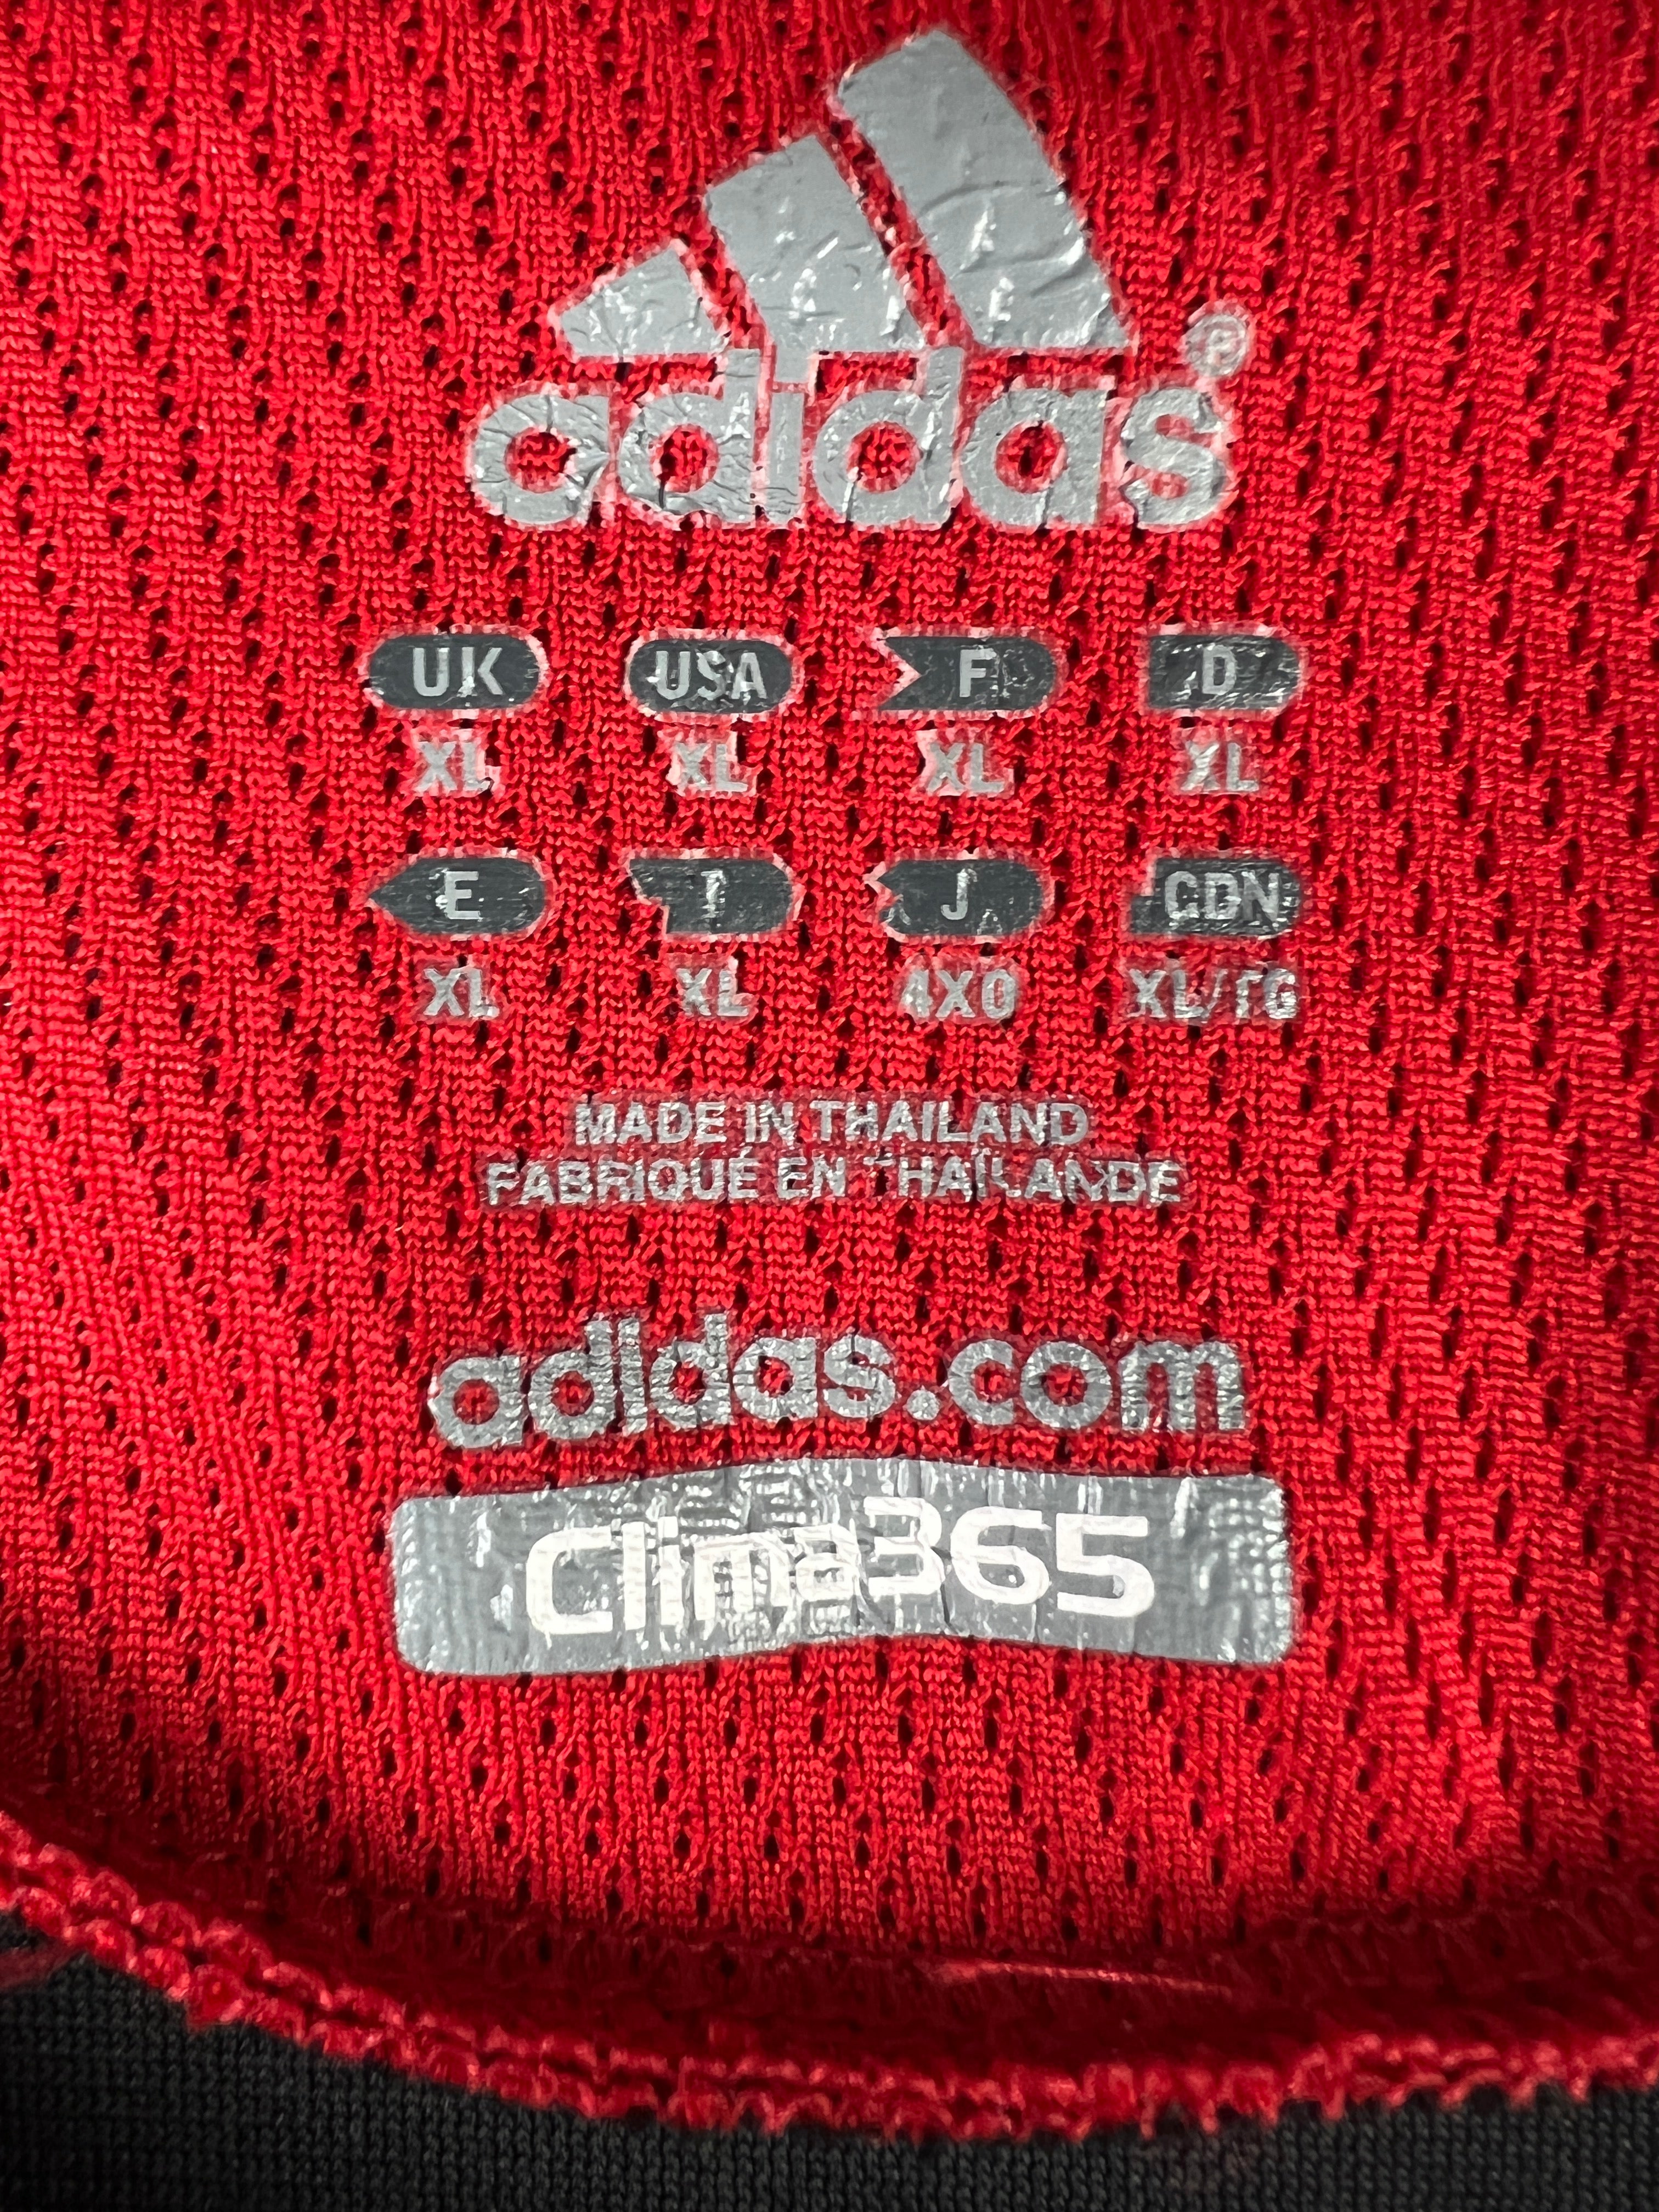 adidas®
UK USA F D
XL XL XL XL
E I J CDN
XL XL 4XO XL/TG
MADE IN THAILAND
FABRIQUÉ EN THAÏLANDE
adidas.com
Clima365